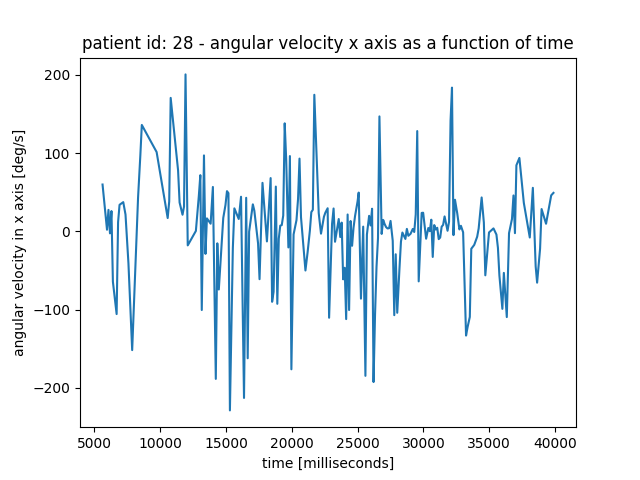 patient id: 28 - angular velocity x axis as a function of time
angular velocity in x axis [deg/s]
200
100
0
−100
−200
5000 10000 15000 20000 25000 30000 35000 40000
time [milliseconds]